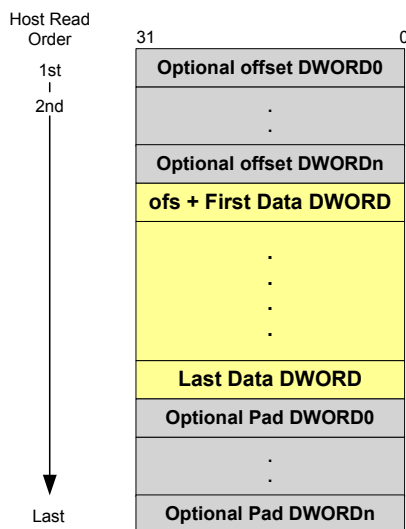 Host Read
Order
31
0
1st
Optional offset DWORD0
2nd
.
.
Optional offset DWORDn
ofs + First Data DWORD
.
.
.
.
Last Data DWORD
Optional Pad DWORD0
.
.
Last
Optional Pad DWORDn